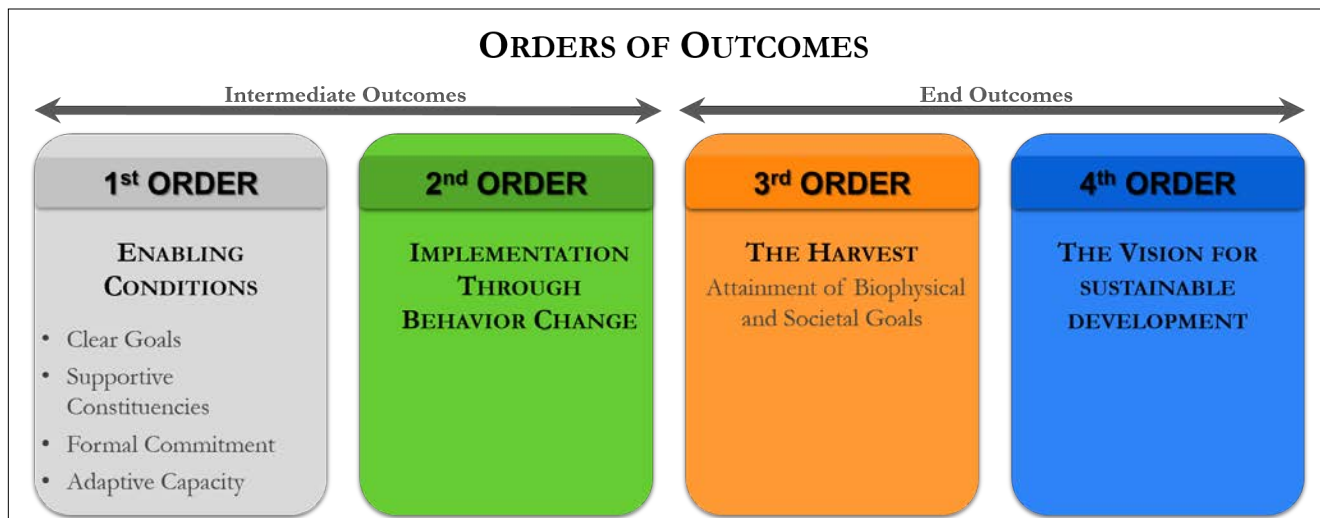 ORDERS OF OUTCOMES
Intermediate Outcomes
End Outcomes
1st ORDER
ENABLING
CONDITIONS
• Clear Goals
• Supportive
Constituencies
• Formal Commitment
• Adaptive Capacity
2nd ORDER
IMPLEMENTATION
THROUGH
BEHAVIOR CHANGE
3rd ORDER
THE HARVEST
Attainment of Biophysical
and Societal Goals
4th ORDER
THE VISION FOR
SUSTAINABLE
DEVELOPMENT